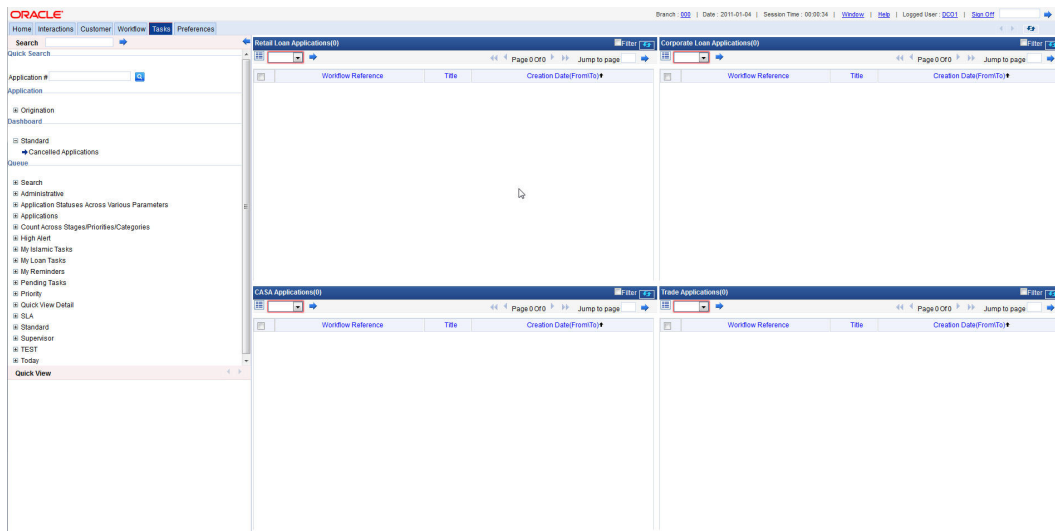 ORACLE
Branch : 000 | Date : 2011-01-04 | Session Time : 00:00:34 | Window | Help | Logged User : DCO1 | Sign Off
Home Interactions Customer Workflow Tasks Preferences
Search
Quick Search
Application #
Application
Origination
Dashboard
Standard
Cancelled Applications
Queue
Search
Administrative
Application Statuses Across Various Parameters
Applications
Count Across Stages/Priorities/Categories
High Alert
My Islamic Tasks
My Loan Tasks
My Reminders
Pending Tasks
Priority
Quick View Detail
SLA
Standard
Supervisor
TEST
Today
Quick View
Retail Loan Applications(0) Filter
Page 0 Of 0 Jump to page
Workflow Reference Title Creation Date(From\To)
Corporate Loan Applications(0) Filter
Page 0 Of 0 Jump to page
Workflow Reference Title Creation Date(From\To)
CASA Applications(0) Filter
Page 0 Of 0 Jump to page
Workflow Reference Title Creation Date(From\To)
Trade Applications(0) Filter
Page 0 Of 0 Jump to page
Workflow Reference Title Creation Date(From\To)